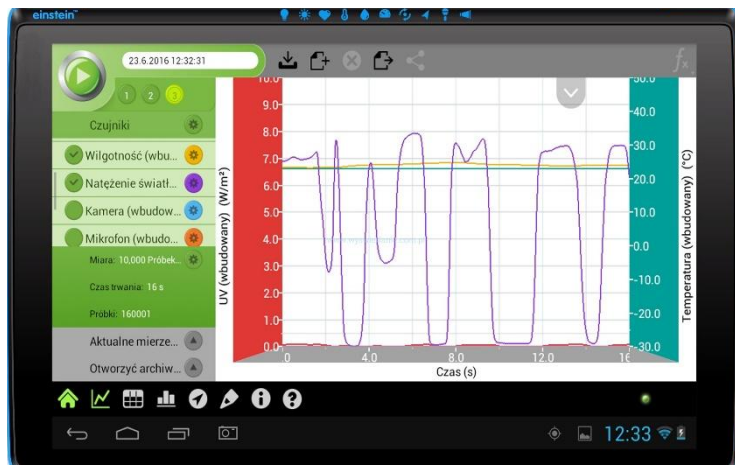 einstein™
23.6.2016 12:32:31
1 2 3
Czujniki
Wilgotność (wbu...
Natężenie światł...
Kamera (wbudow...
Mikrofon (wbudo...
Miara: 10,000 Próbek...
Czas trwania: 16 s
Próbki: 160001
Aktualne mierze...
Otworzyć archiw...
fx
UV (wbudowany) (W/m²)
10.0
9.0
8.0
7.0
6.0
5.0
4.0
3.0
2.0
1.0
0.0
50.0
40.0
30.0
20.0
10.0
0.0
-10.0
-20.0
-30.0
Temperatura (wbudowany) (°C)
.0 4.0 8.0 12.0 16
Czas (s)
12:33